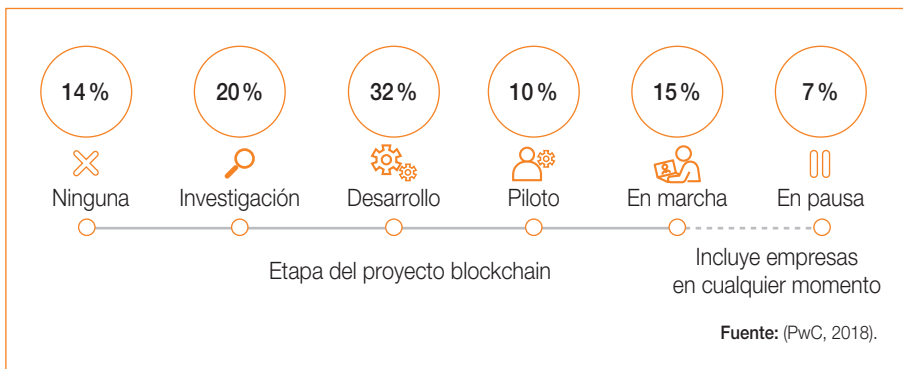 14 %
20 %
32 %
10 %
15 %
7 %
Ninguna
Investigación
Desarrollo
Piloto
En marcha
En pausa
Etapa del proyecto blockchain
Incluye empresas
en cualquier momento
Fuente: (PwC, 2018).